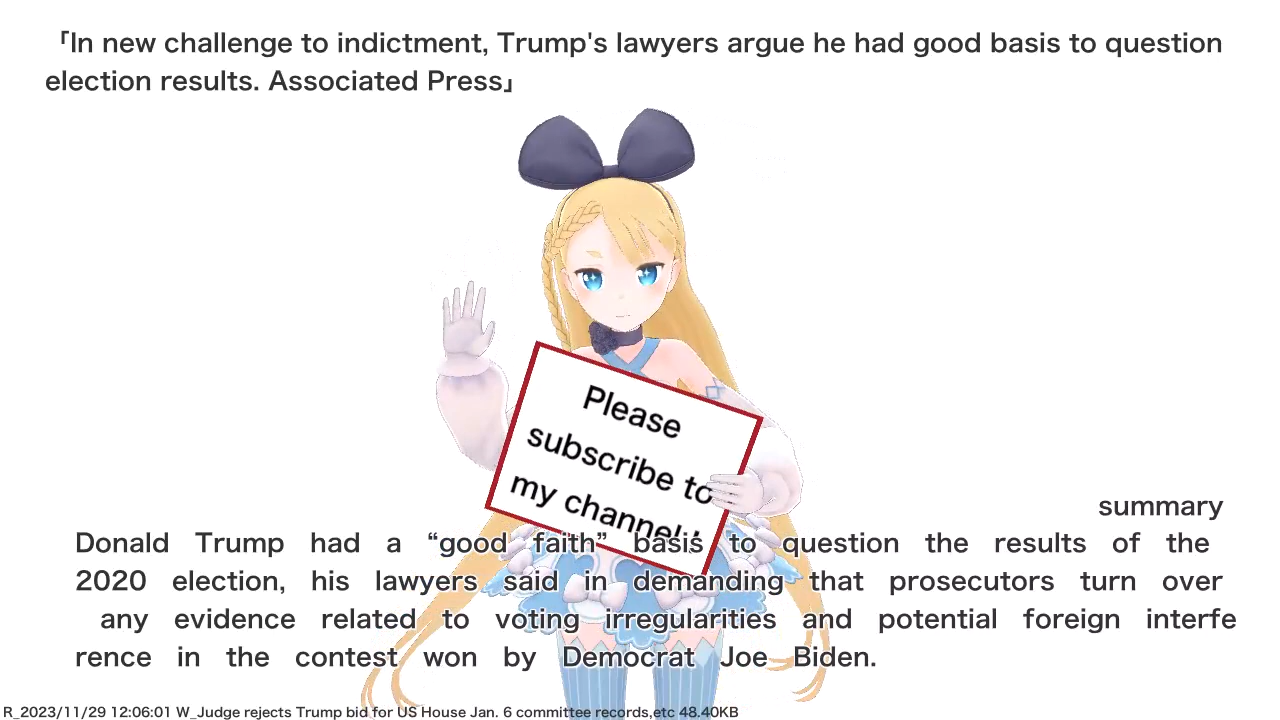 「In new challenge to indictment, Trump's lawyers argue he had good basis to question
election results. Associated Press」
Please
subscribe to
my channel!
summary
Donald Trump had a “good faith” basis to question the results of the
2020 election, his lawyers said in demanding that prosecutors turn over
any evidence related to voting irregularities and potential foreign interfe
rence in the contest won by Democrat Joe Biden.
R_2023/11/29 12:06:01 W_Judge rejects Trump bid for US House Jan. 6 committee records,etc 48.40KB